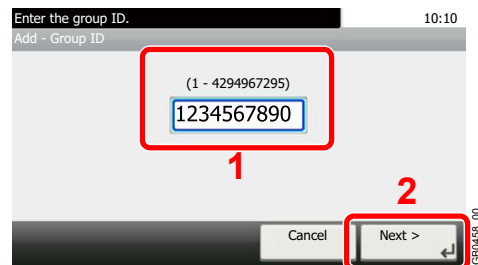 Enter the group ID.
10:10
Add - Group ID
(1 - 4294967295)
1234567890
1
2
Cancel
Next >
GB0458_00